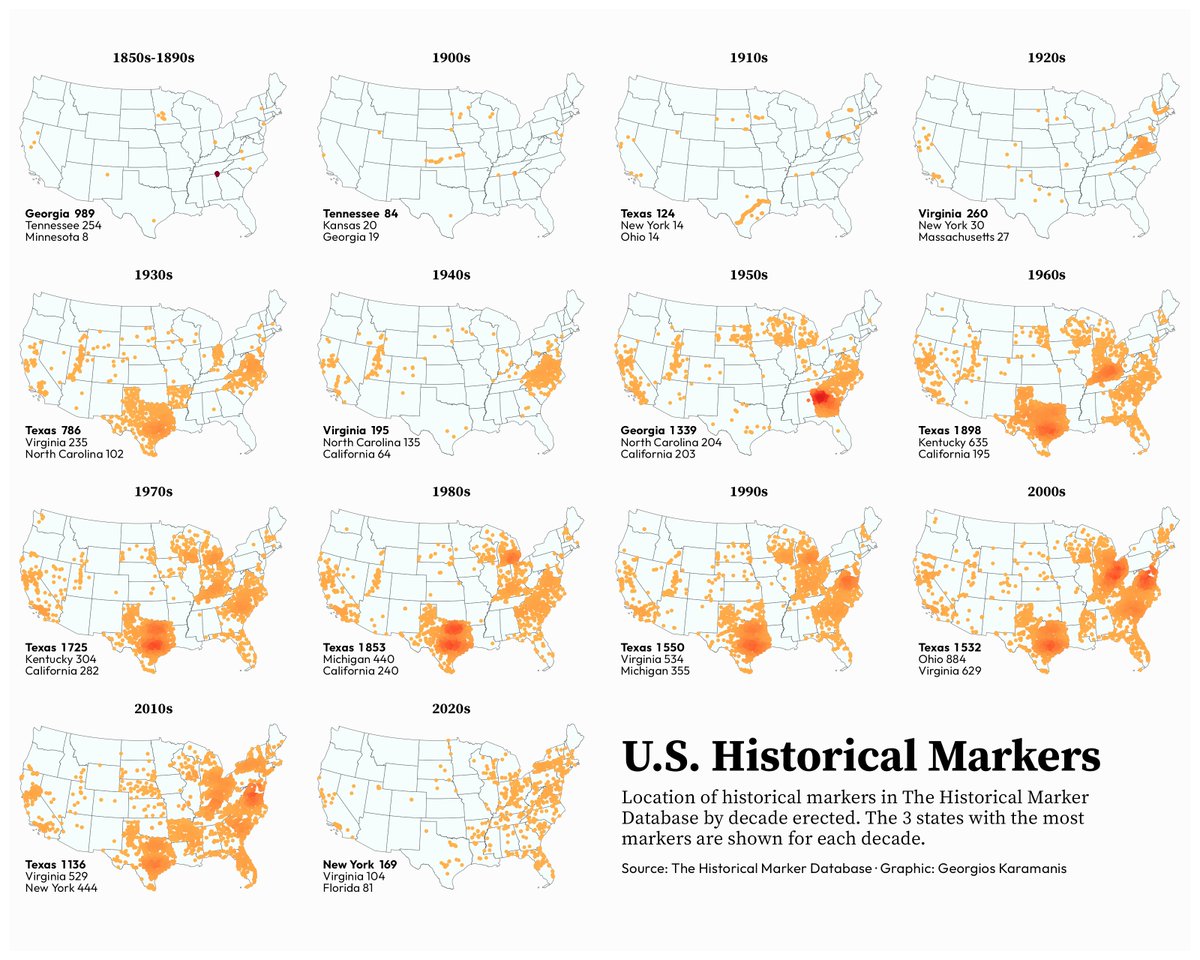 1850s-1890s
Georgia 989
Tennessee 254
Minnesota 8
1900s
Tennessee 84
Kansas 20
Georgia 19
1910s
Texas 124
New York 14
Ohio 14
1920s
Virginia 260
New York 30
Massachusetts 27
1930s
Texas 786
Virginia 235
North Carolina 102
1940s
Virginia 195
North Carolina 135
California 64
1950s
Georgia 1339
North Carolina 204
California 203
1960s
Texas 1898
Kentucky 635
California 195
1970s
Texas 1725
Kentucky 304
California 282
1980s
Texas 1853
Michigan 440
California 240
1990s
Texas 1550
Virginia 534
Michigan 355
2000s
Texas 1532
Ohio 884
Virginia 629
2010s
Texas 1136
Virginia 529
New York 444
2020s
New York 169
Virginia 104
Florida 81
U.S. Historical Markers
Location of historical markers in The Historical Marker
Database by decade erected. The 3 states with the most
markers are shown for each decade.
Source: The Historical Marker Database · Graphic: Georgios Karamanis